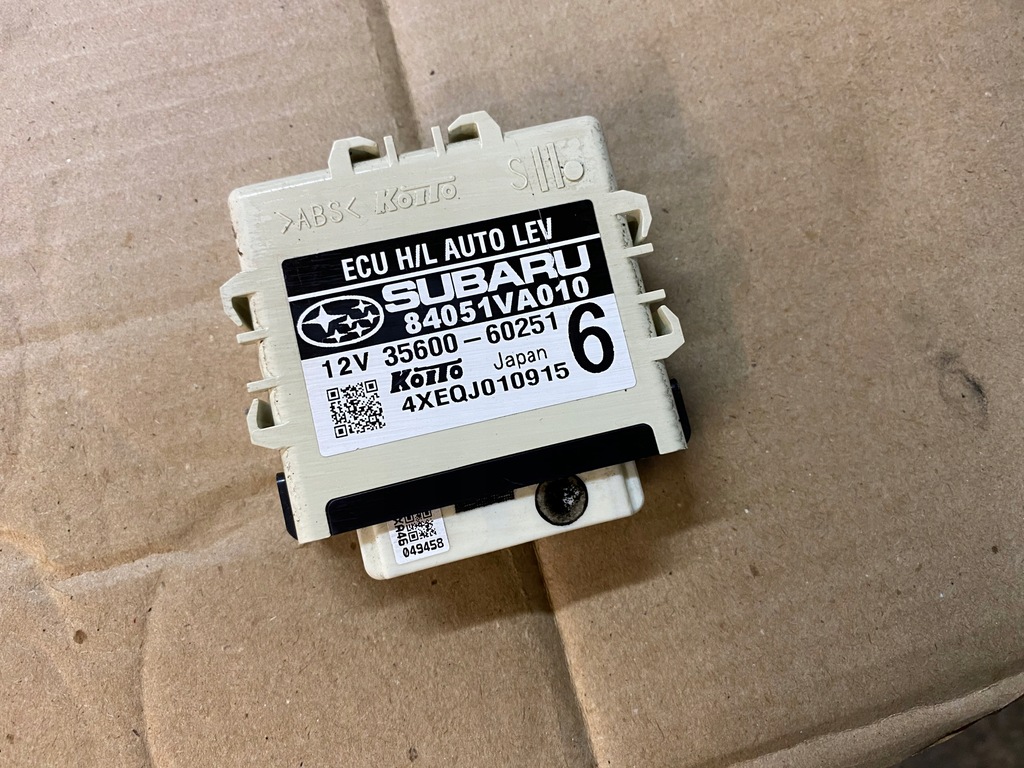 >ABS< KOITO
ECU H/L AUTO LEV
SUBARU
84051VA010
12V 35600-60251
KOITO Japan 6
4XEQJ010915
049458